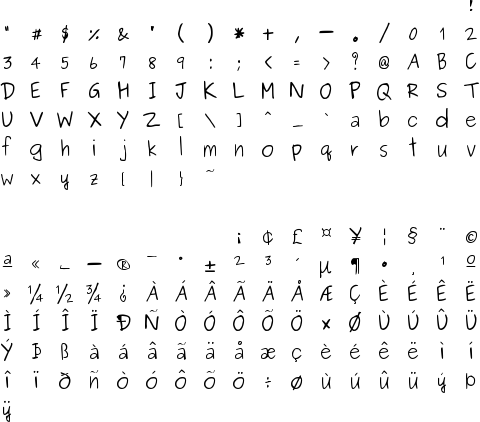 !
" # $ % & ' ( ) * + , – . / 0 1 2
3 4 5 6 7 8 9 : ; < = > ? @ A B C
D E F G H I J K L M N O P Q R S T
U V W X Y Z [ \ ] ^ _ ` a b c d e
f g h i j k l m n o p q r s t u v
w x y z { | } ~
¡ ¢ £ ¤ ¥ ¦ § ¨ ©
ª « ¬ – ® ¯ ° ± ² ³ ´ µ ¶ • ¸ ¹ º
» ¼ ½ ¾ ¿ À Á Â Ã Ä Å Æ Ç È É Ê Ë
Ì Í Î Ï Ð Ñ Ò Ó Ô Õ Ö × Ø Ù Ú Û Ü
Ý Þ ß à á â ã ä å æ ç è é ê ë ì í
î ï ð ñ ò ó ô õ ö ÷ ø ù ú û ü ý þ
ÿ